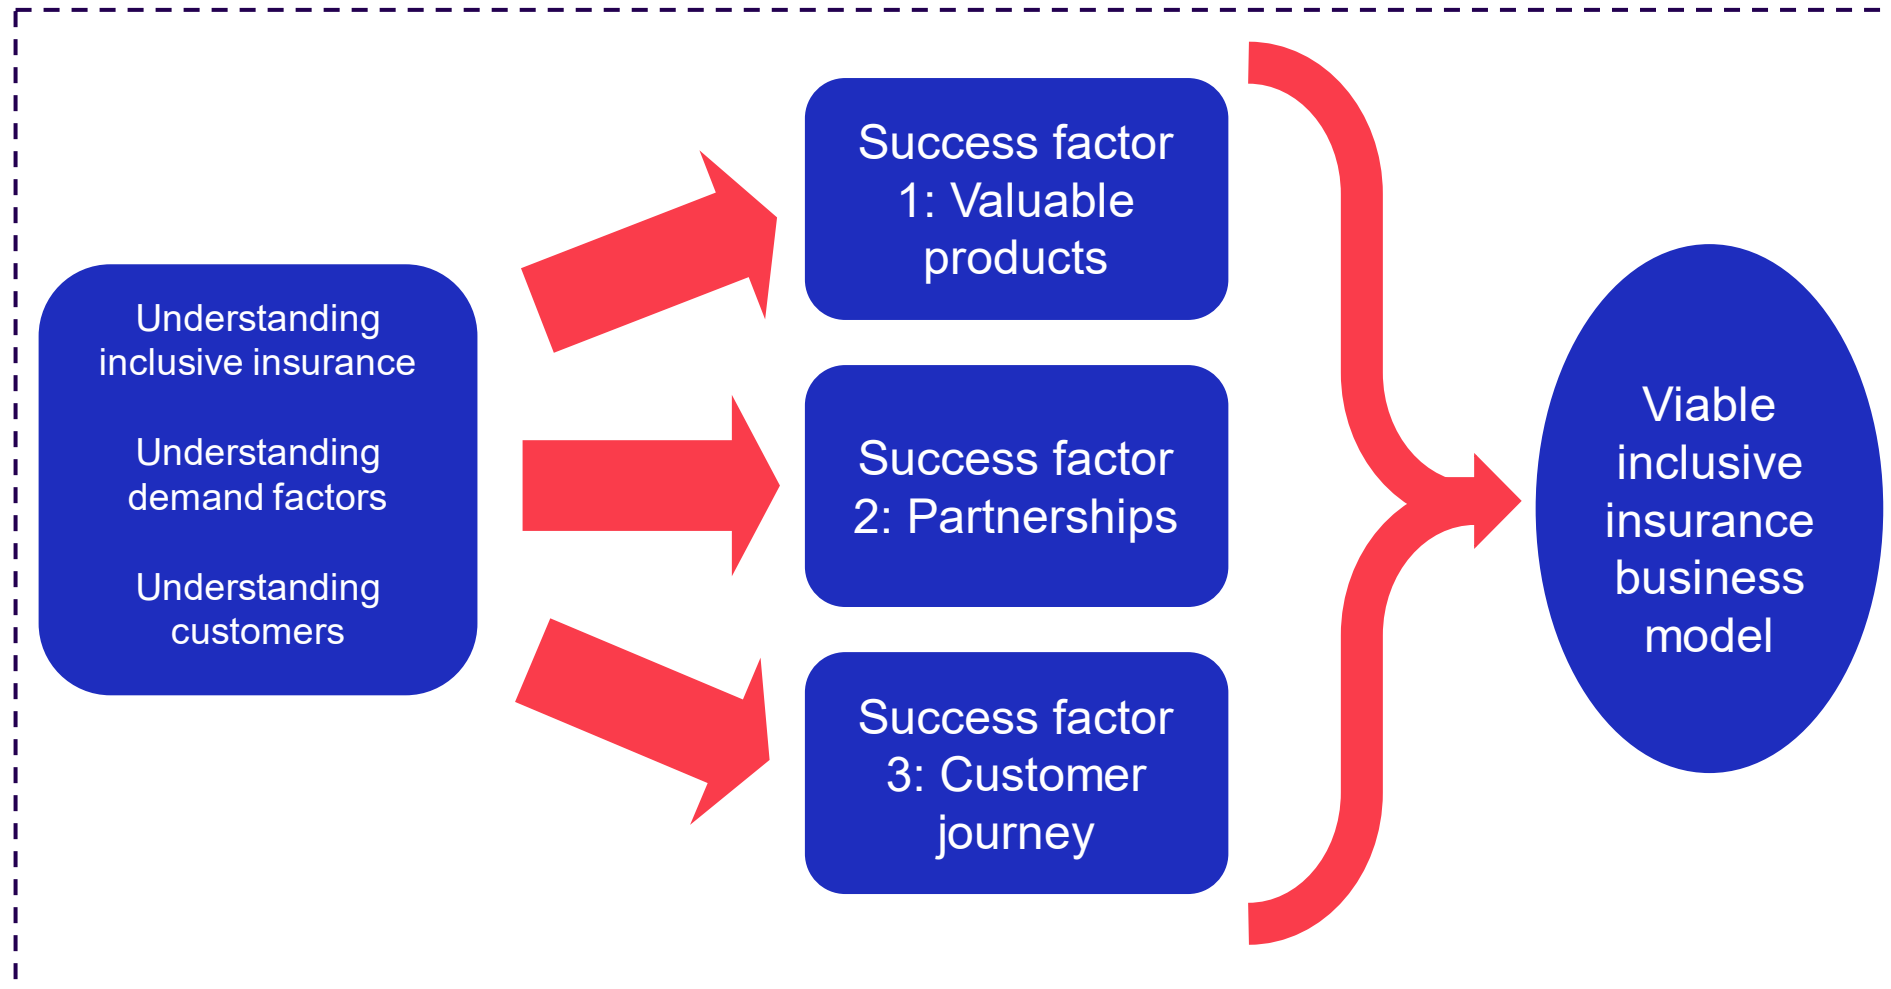 Understanding
inclusive insurance
Understanding
demand factors
Understanding
customers
Success factor
1: Valuable
products
Success factor
2: Partnerships
Success factor
3: Customer
journey
Viable
inclusive
insurance
business
model